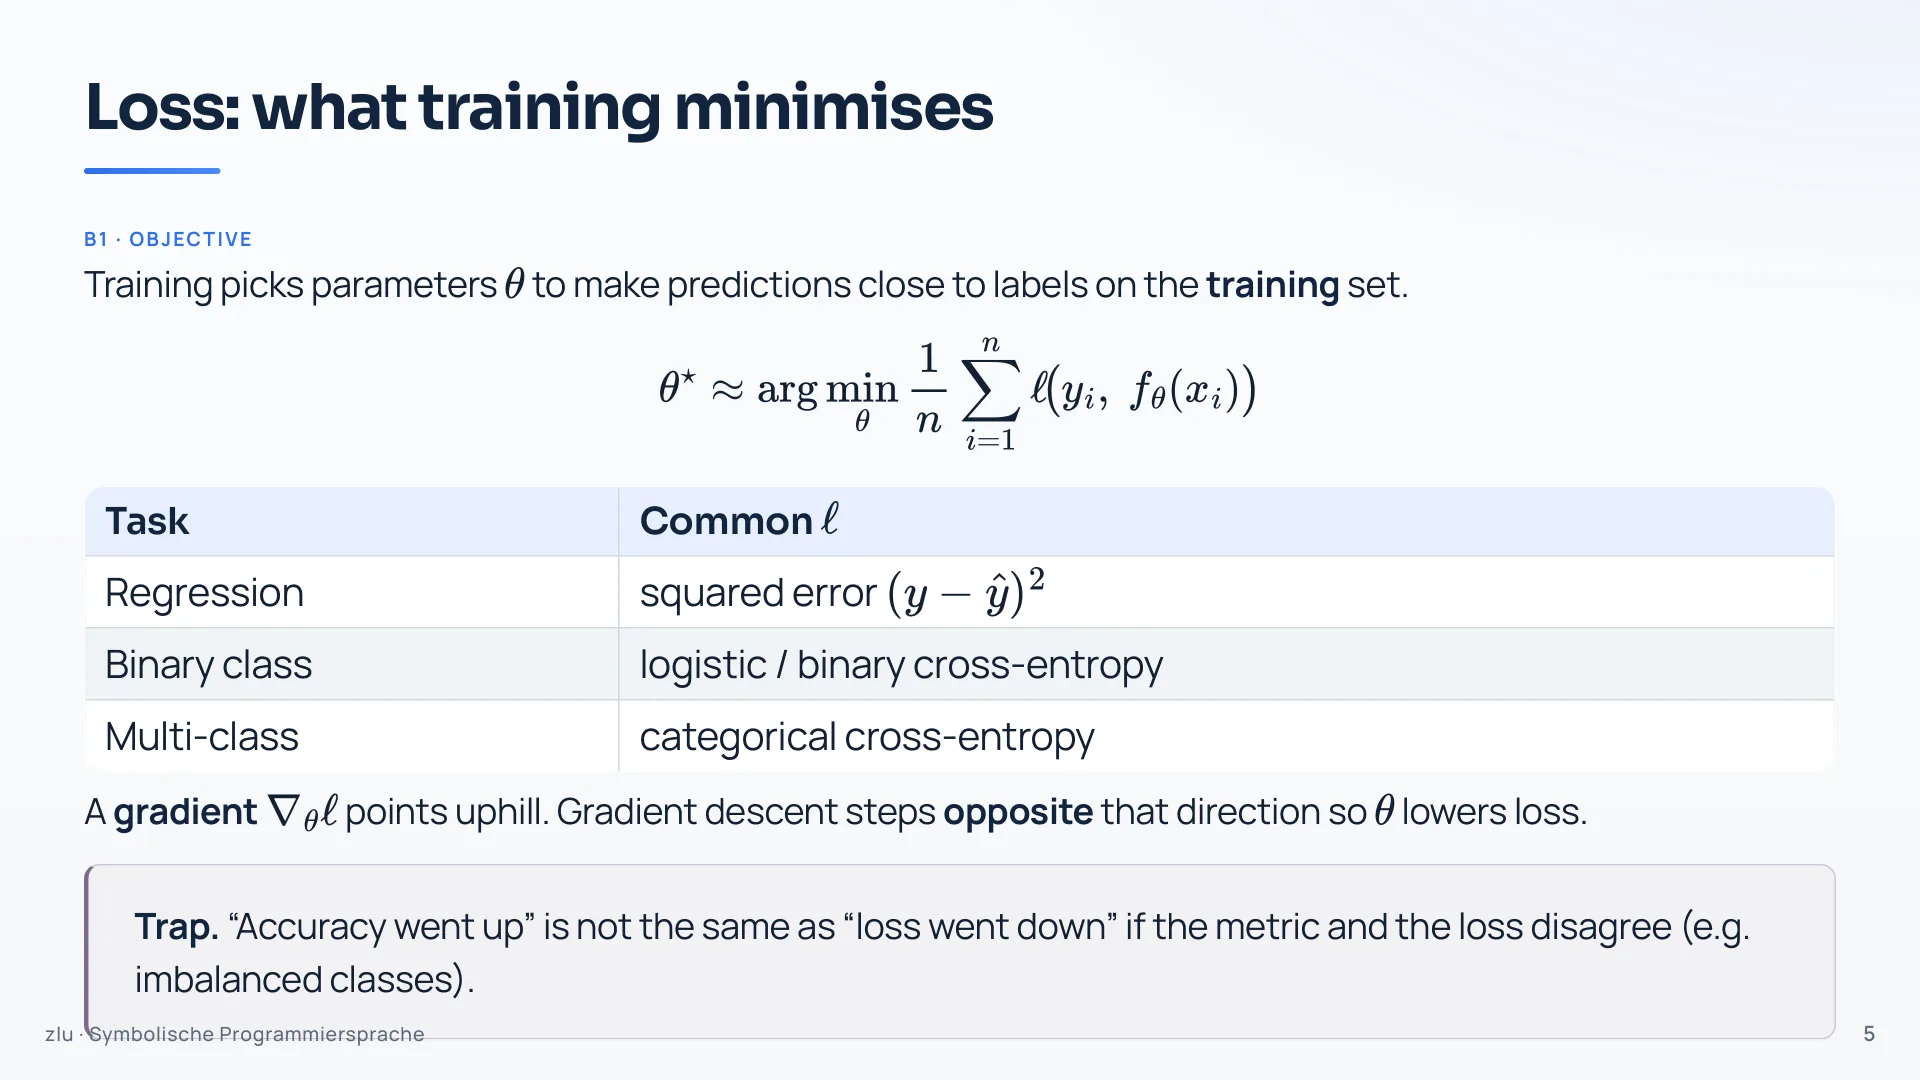 Loss: what training minimises
B1 · OBJECTIVE
Training picks parameters θ to make predictions close to labels on the training set.
θ⋆ ≈ arg min_θ 1/n ∑_{i=1}^{n} ℓ(y_i, f_θ(x_i))
Task Common ℓ
Regression squared error (y − ŷ)²
Binary class logistic / binary cross-entropy
Multi-class categorical cross-entropy
A gradient ∇_θℓ points uphill. Gradient descent steps opposite that direction so θ lowers loss.
Trap. “Accuracy went up” is not the same as “loss went down” if the metric and the loss disagree (e.g.
imbalanced classes).
zlu · Symbolische Programmiersprache
5